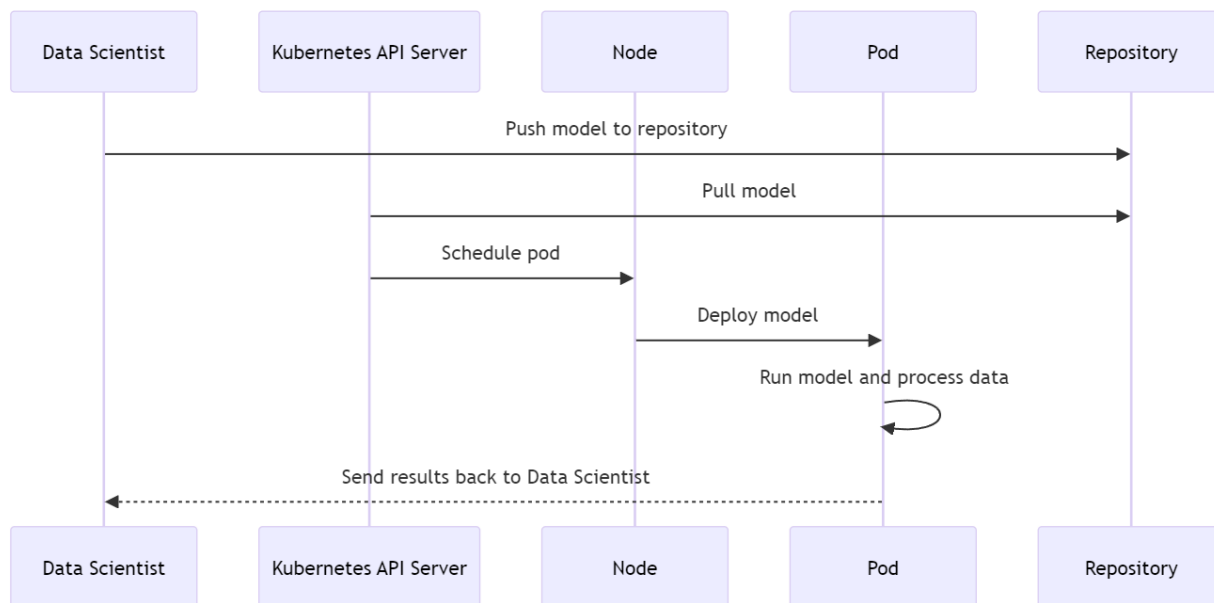 Data Scientist
Kubernetes API Server
Node
Pod
Repository
Push model to repository
Pull model
Schedule pod
Deploy model
Run model and process data
Send results back to Data Scientist
Data Scientist
Kubernetes API Server
Node
Pod
Repository